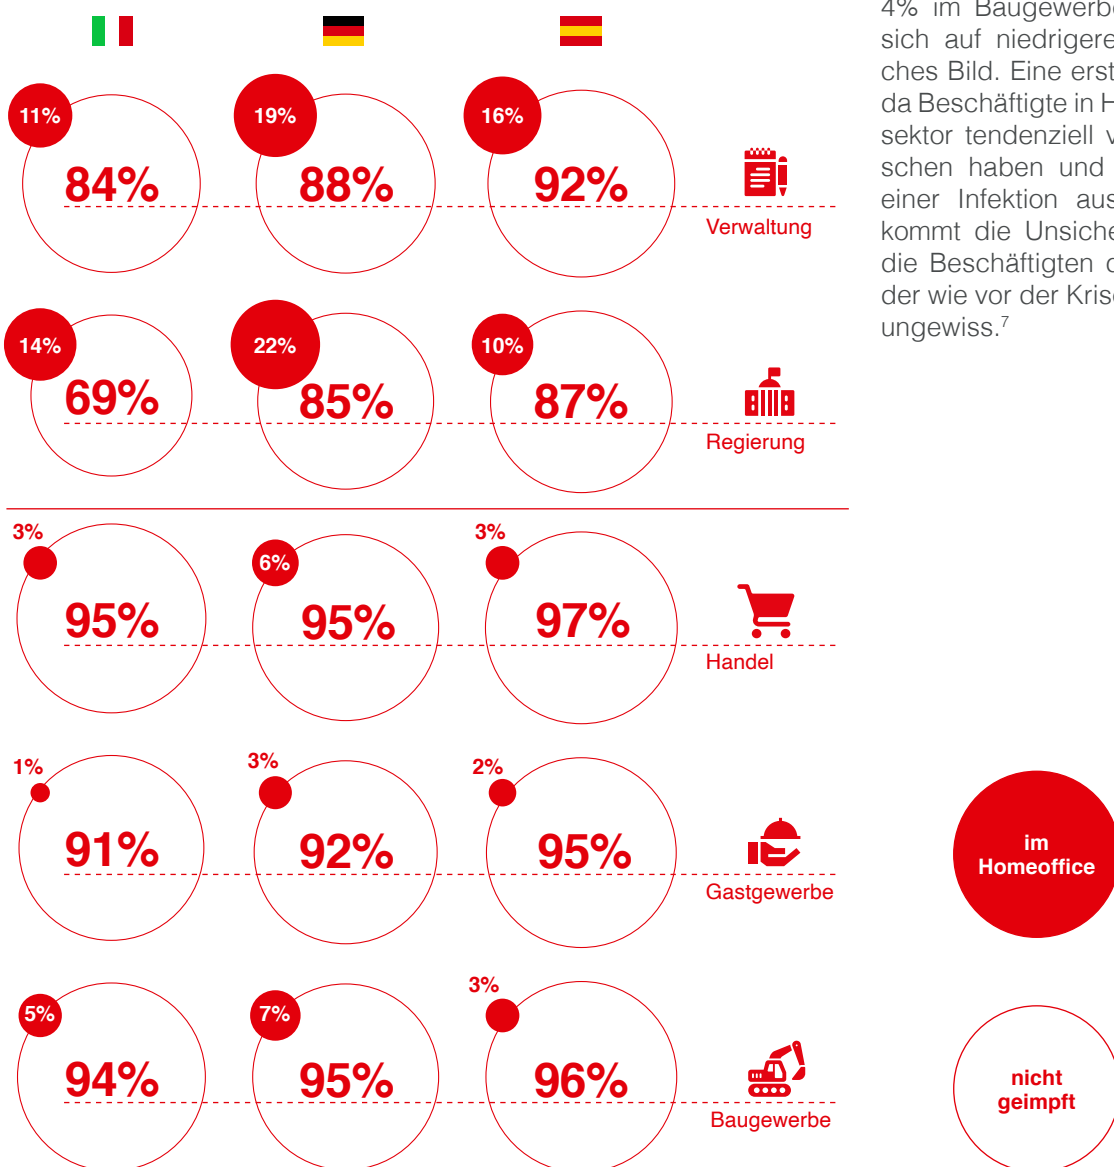 11%
19%
16%
84%
88%
92%
Verwaltung
14%
22%
10%
69%
85%
87%
Regierung
3%
6%
3%
95%
95%
97%
Handel
1%
3%
2%
91%
92%
95%
Gastgewerbe
5%
7%
3%
94%
95%
96%
Baugewerbe
4% im Baugewerbe
sich auf niedrigere
ches Bild. Eine erst
da Beschäftigte in H
sektor tendenziell v
schen haben und
einer Infektion aus
kommt die Unsiche
die Beschäftigten d
der wie vor der Krise
ungewiss.7
im
Homeoffice
nicht
geimpft